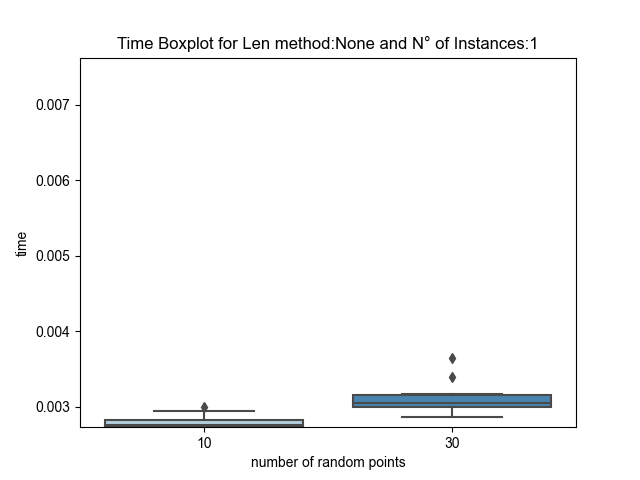 Time Boxplot for Len method:None and N° of Instances:1
0.007
0.006
0.005
0.004
0.003
time
10 30
number of random points